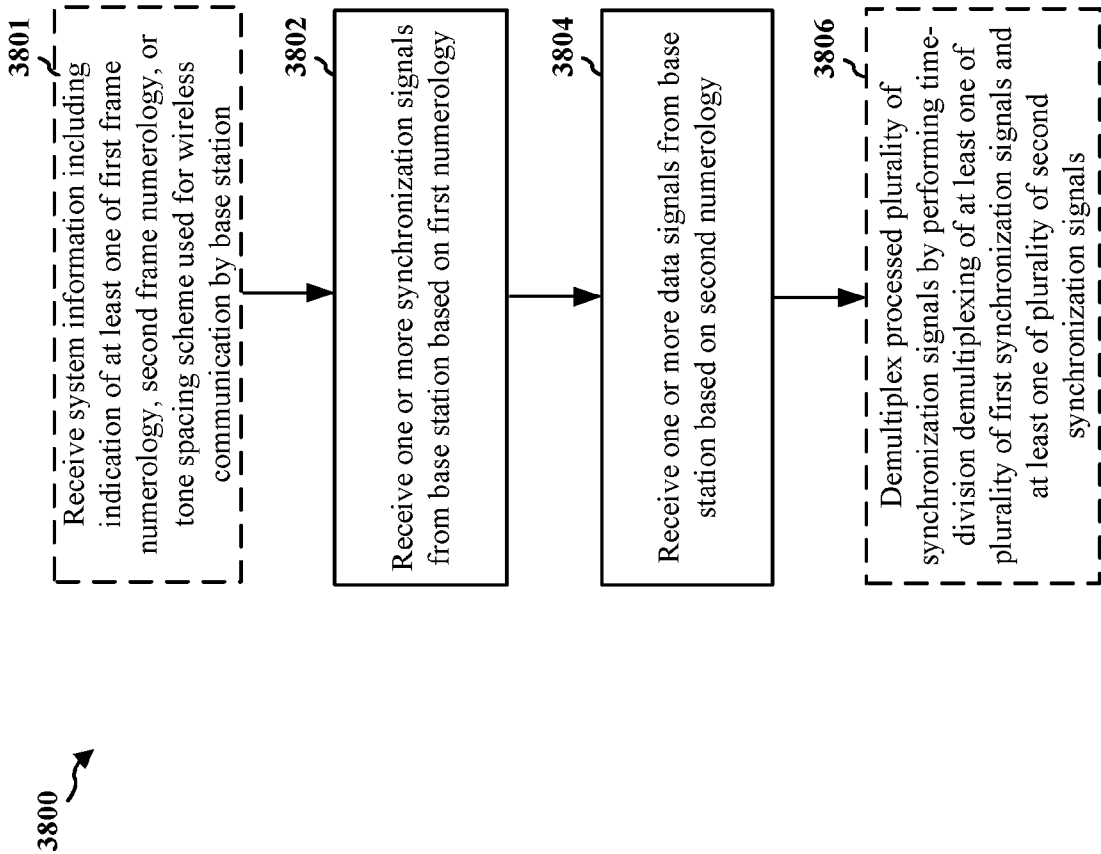 3800
3801
Receive system information including
indication of at least one of first frame
numerology, second frame numerology, or
tone spacing scheme used for wireless
communication by base station
3802
Receive one or more synchronization signals
from base station based on first numerology
3804
Receive one or more data signals from base
station based on second numerology
3806
Demultiplex processed plurality of
synchronization signals by performing time-
division demultiplexing of at least one of
plurality of first synchronization signals and
at least one of plurality of second
synchronization signals